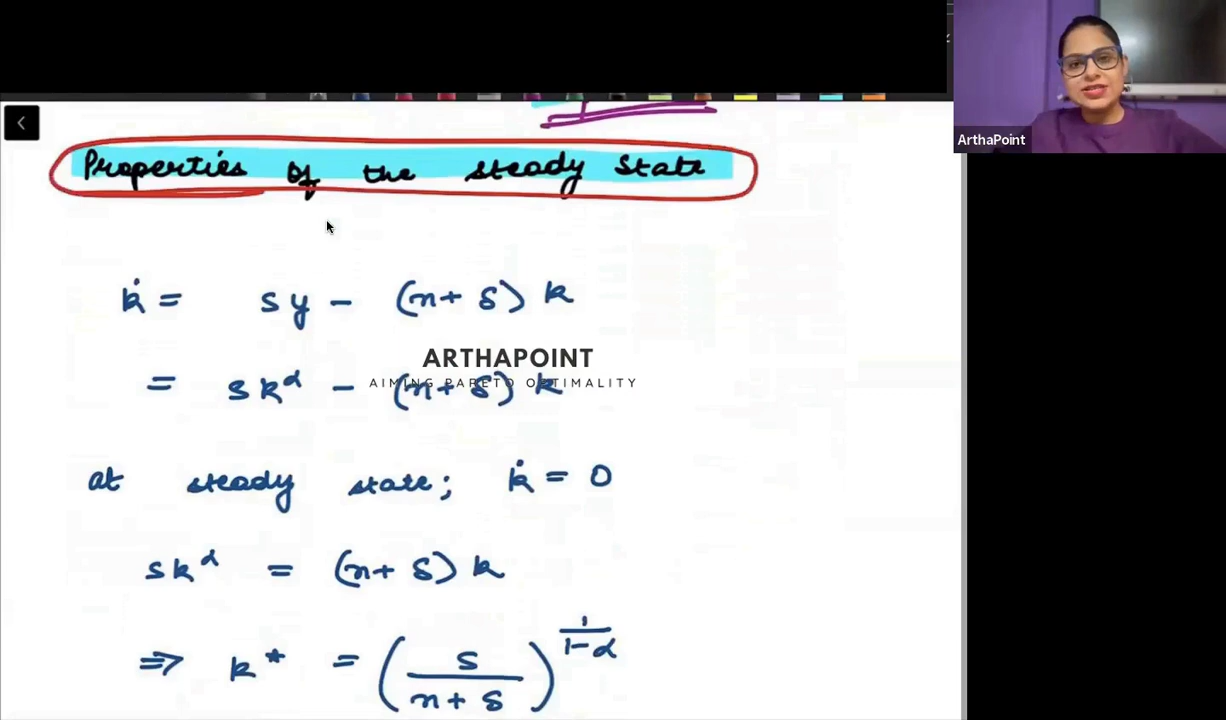 ArthaPoint
Properties of the steady state
k̇ = sy − (n + δ) k
ARTHAPOINT
AIMING PARETO OPTIMALITY
= sk^α − (n + δ) k
at steady state; k̇ = 0
sk^α = (n + δ) k
⇒ k* = (s / (n + δ))^(1/(1−α))